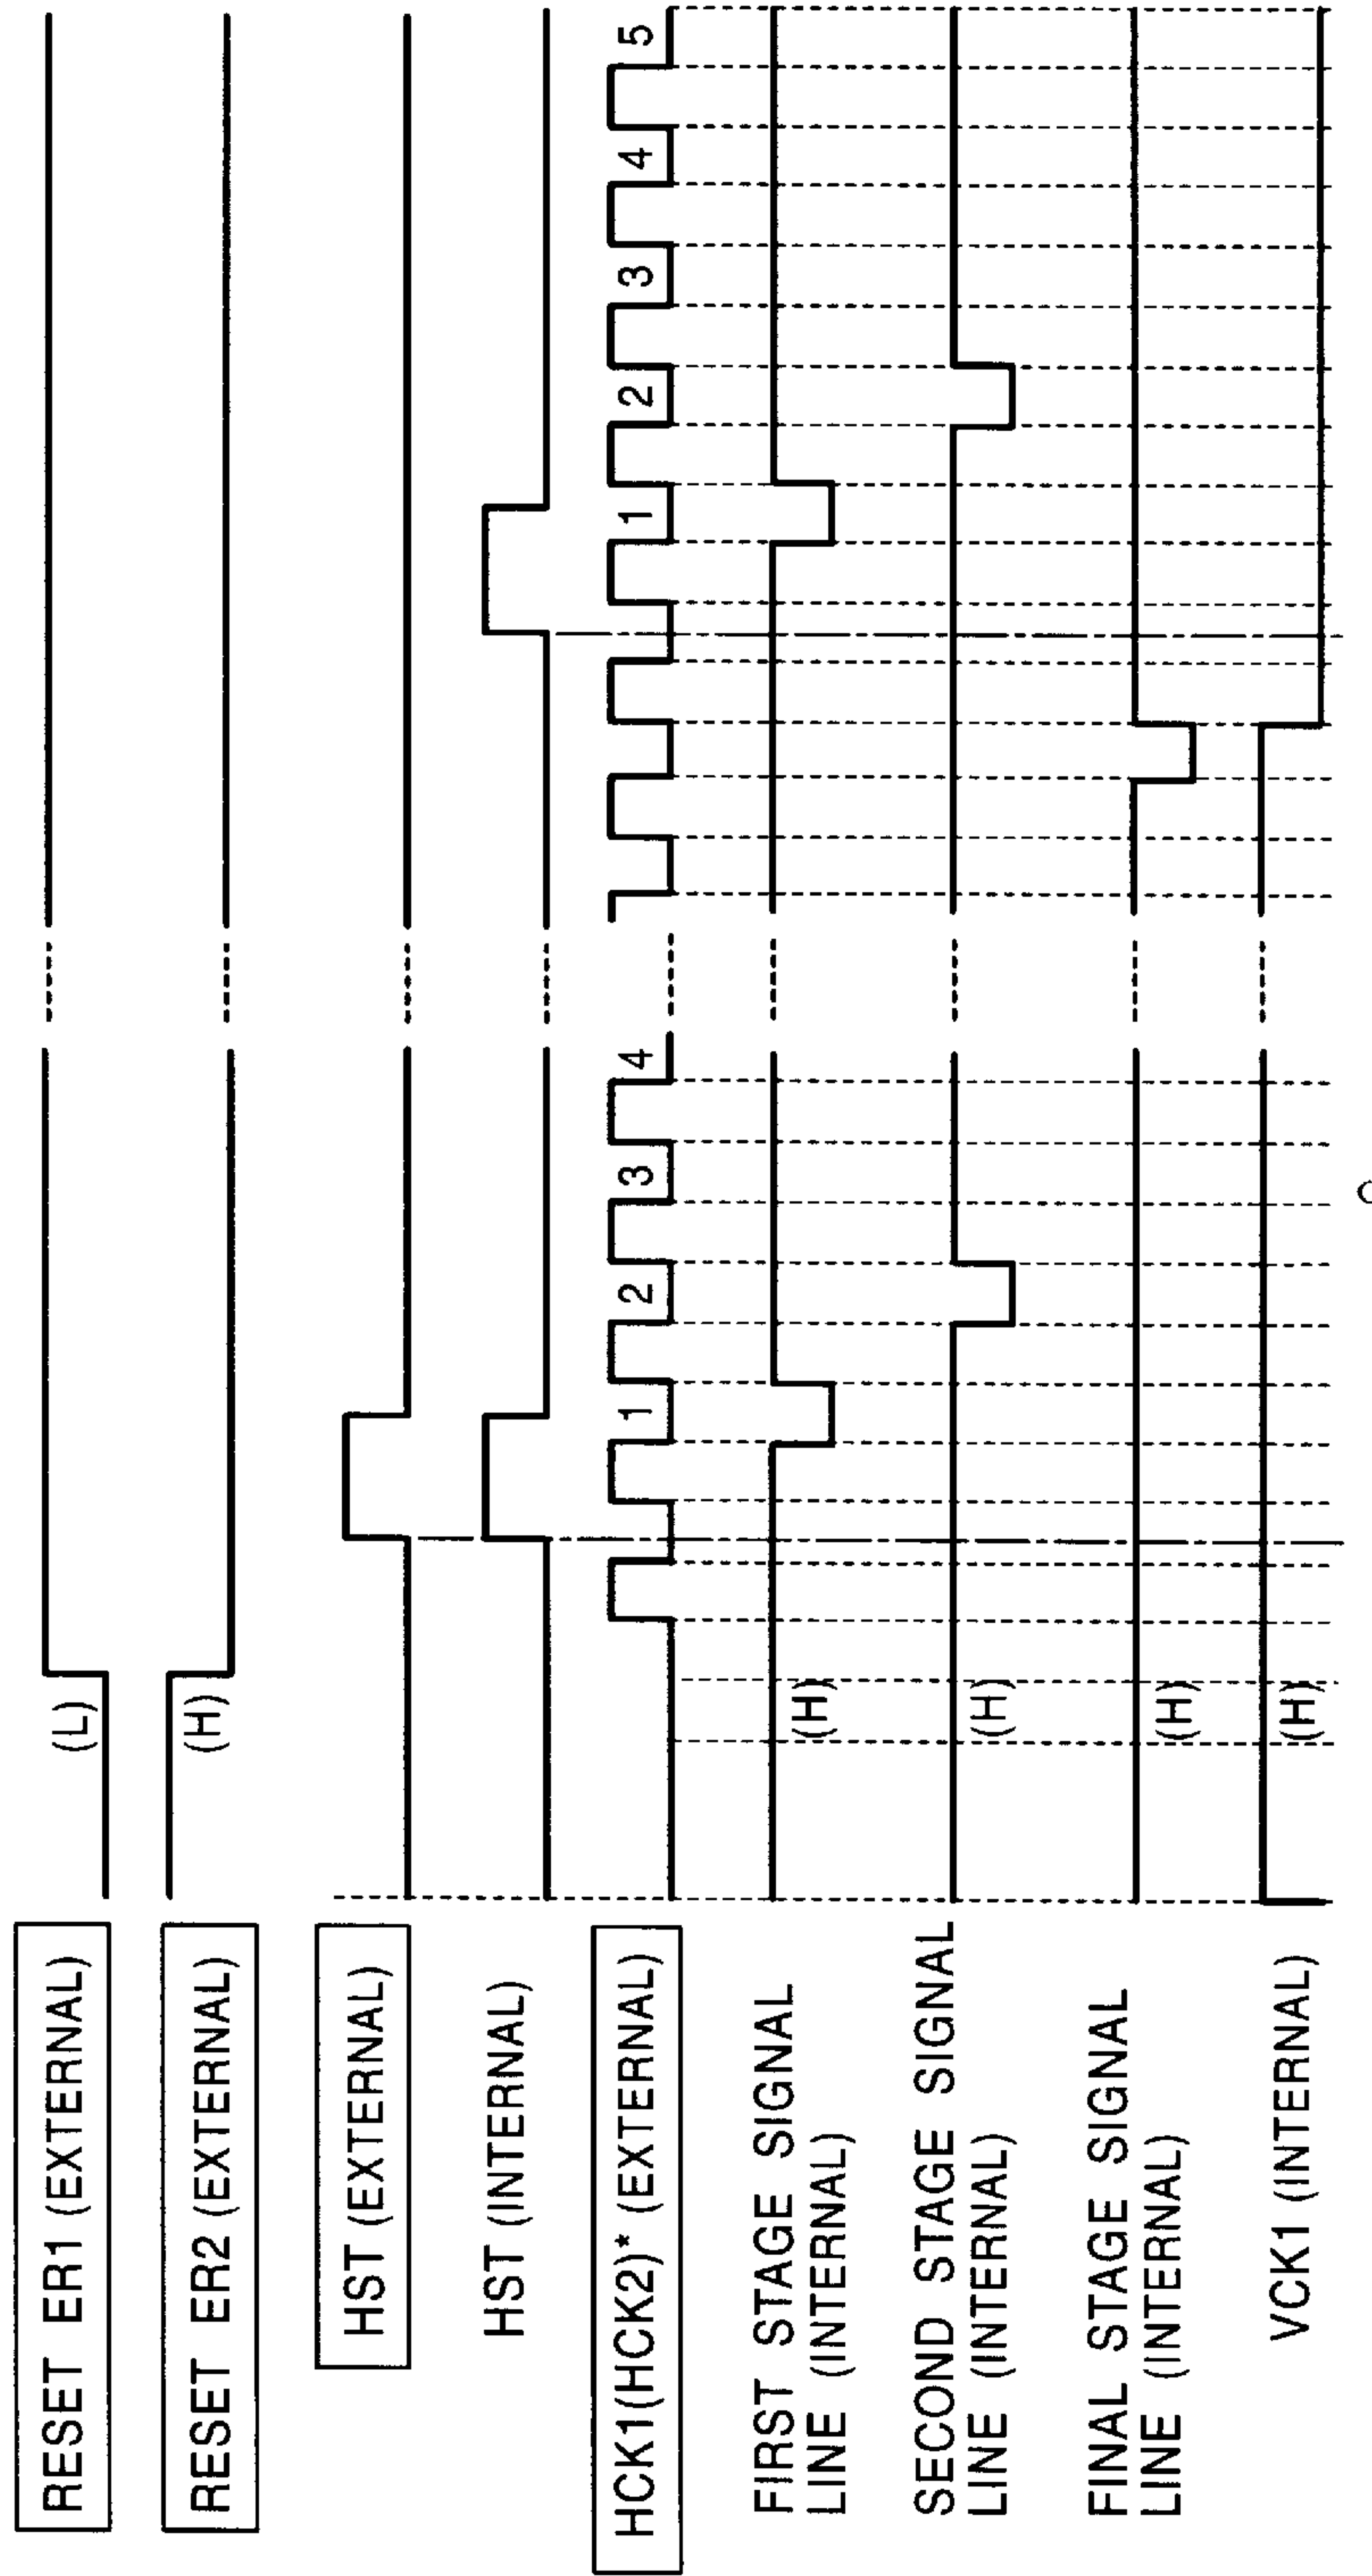 RESET ER1 (EXTERNAL)
(L)
RESET ER2 (EXTERNAL)
(H)
HST (EXTERNAL)
HST (INTERNAL)
HCK1(HCK2)* (EXTERNAL)
1 2 3 4
1 2 3 4 5
FIRST STAGE SIGNAL
LINE (INTERNAL)
(H)
SECOND STAGE SIGNAL
LINE (INTERNAL)
(H)
FINAL STAGE SIGNAL
LINE (INTERNAL)
(H)
VCK1 (INTERNAL)
(H)